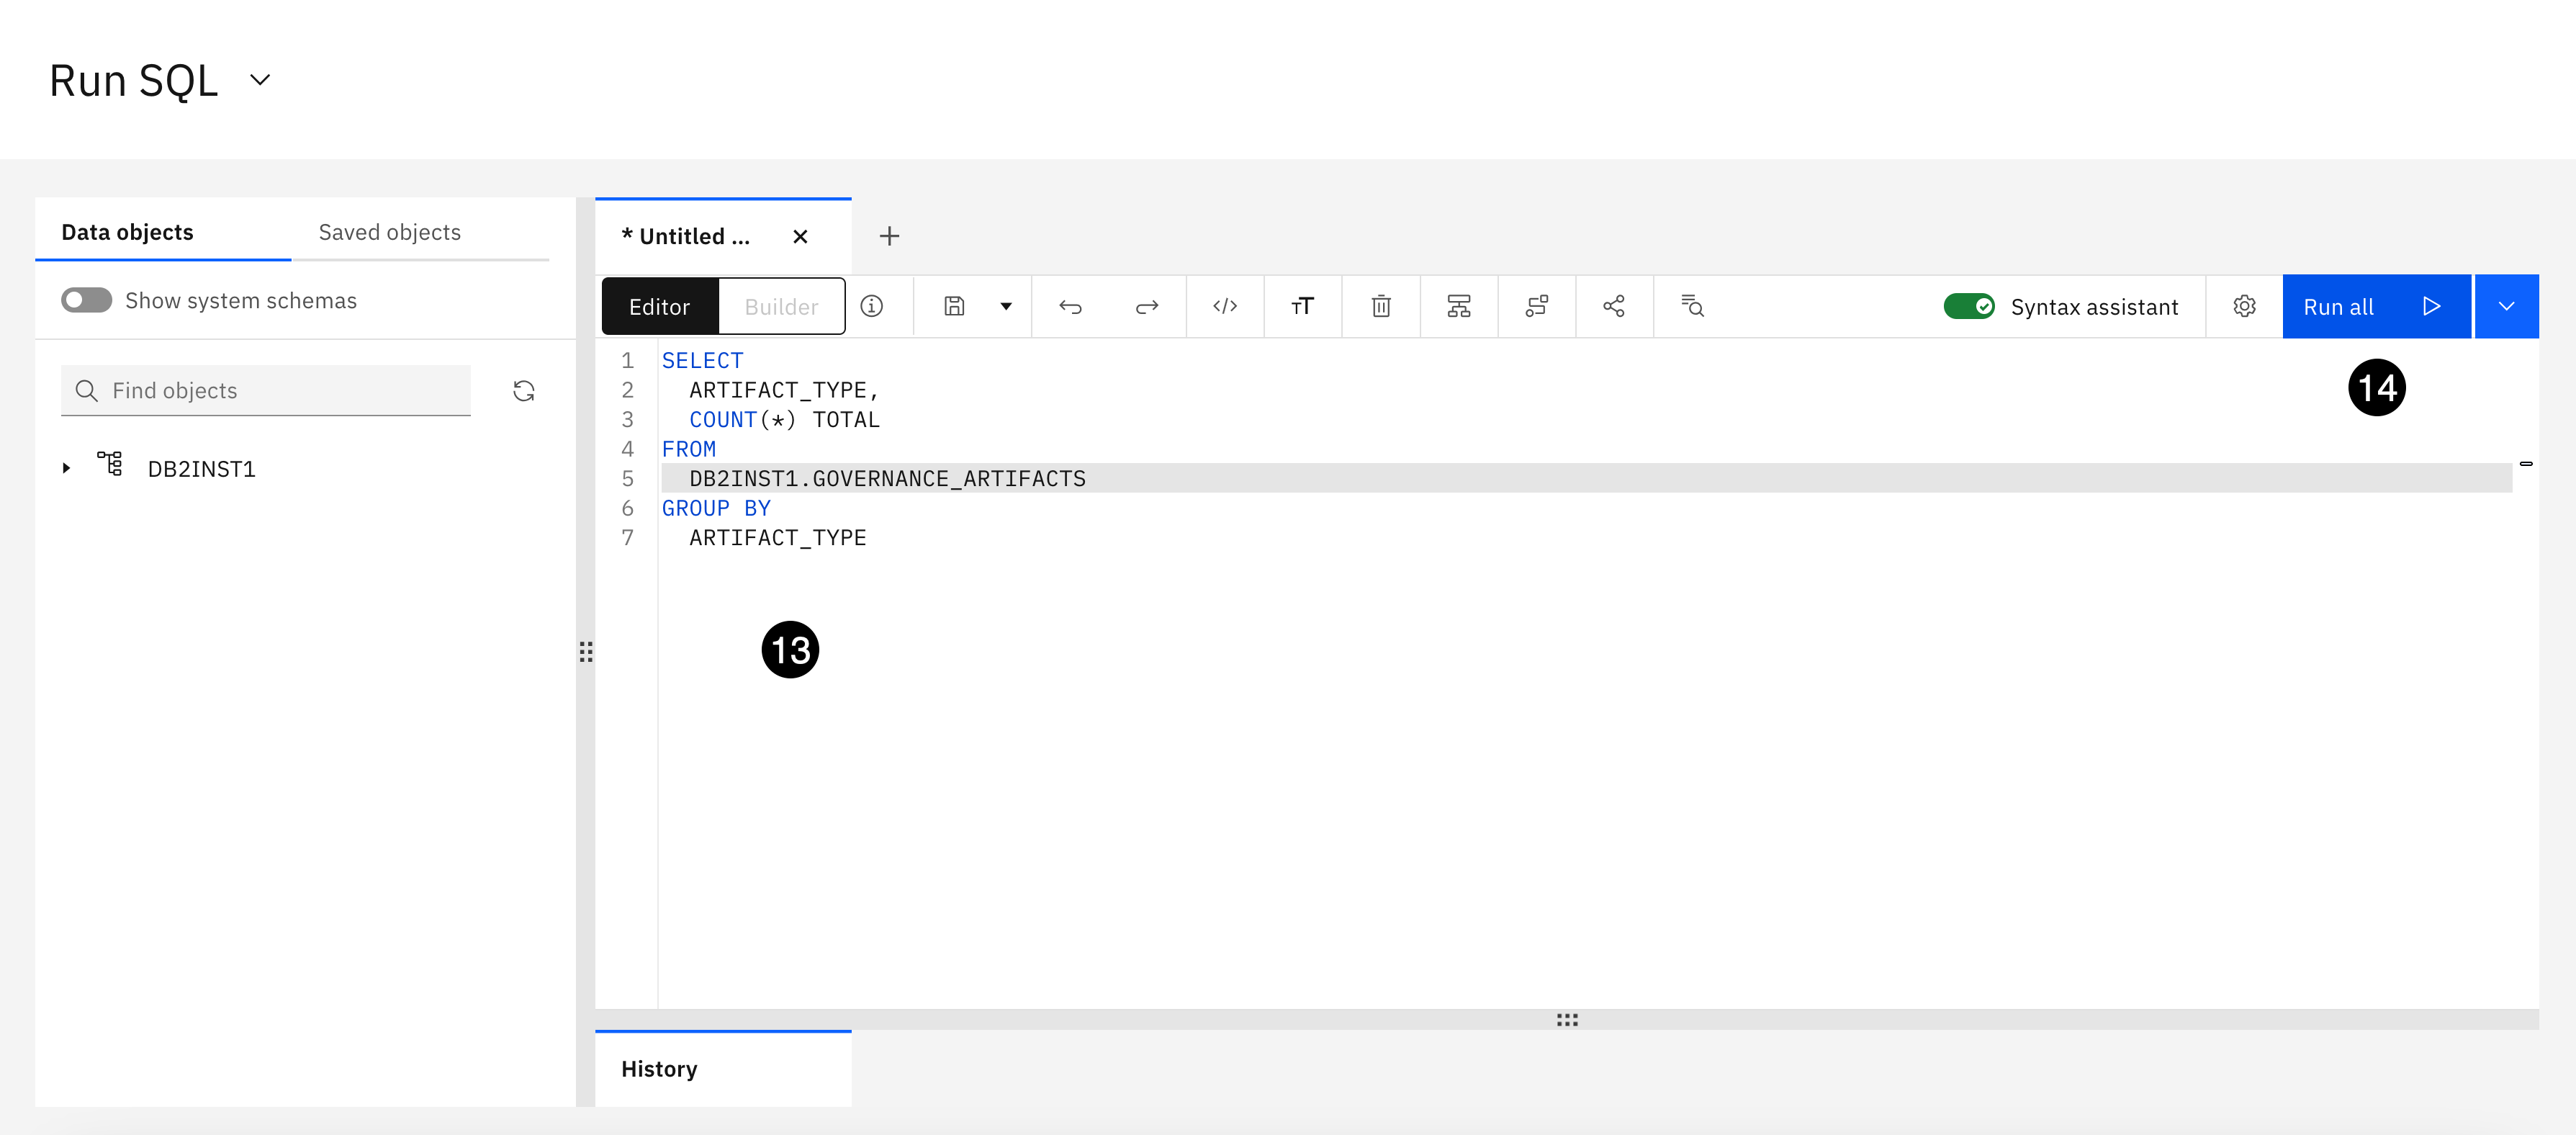 Run SQL
Data objects
Saved objects
Show system schemas
Find objects
DB2INST1
* Untitled ...
Editor
Builder
Syntax assistant
Run all
14
1 SELECT
2 ARTIFACT_TYPE,
3 COUNT(*) TOTAL
4 FROM
5 DB2INST1.GOVERNANCE_ARTIFACTS
6 GROUP BY
7 ARTIFACT_TYPE
13
History